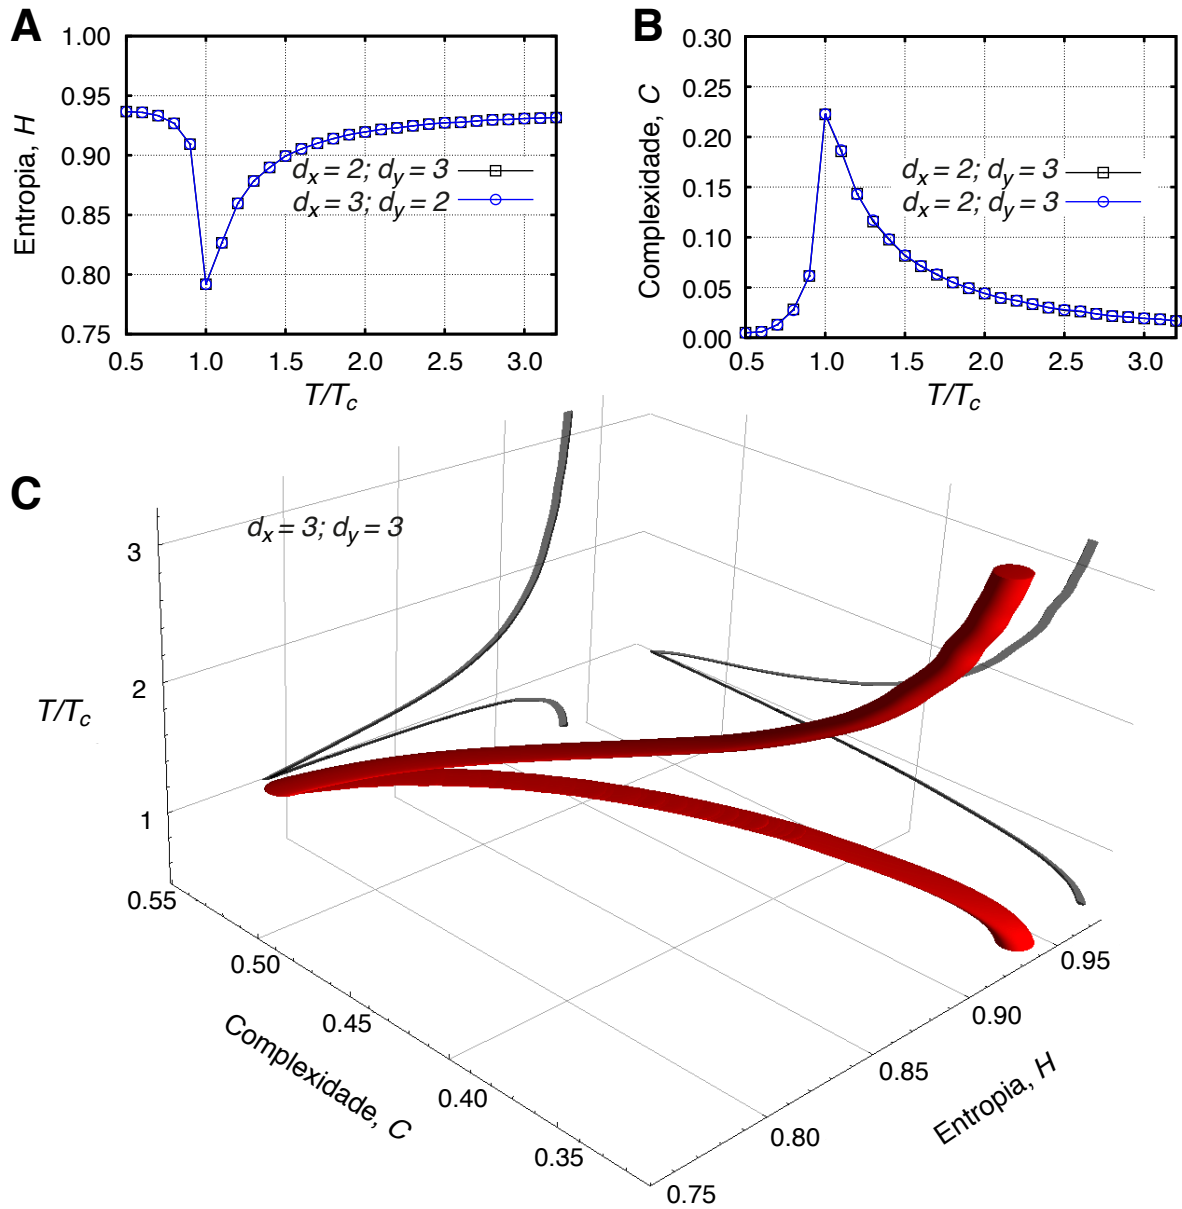 A
B
1.00
0.95
0.90
0.85
0.80
0.75
Entropia, H
dx = 2; dy = 3
dx = 3; dy = 2
0.5 1.0 1.5 2.0 2.5 3.0
T/Tc
0.30
0.25
0.20
0.15
0.10
0.05
0.00
Complexidade, C
dx = 2; dy = 3
dx = 2; dy = 3
0.5 1.0 1.5 2.0 2.5 3.0
T/Tc
C
dx = 3; dy = 3
3
2
T/Tc
1
0.55
0.50
0.45
0.40
0.35
Complexidade, C
0.95
0.90
0.85
0.80
0.75
Entropia, H